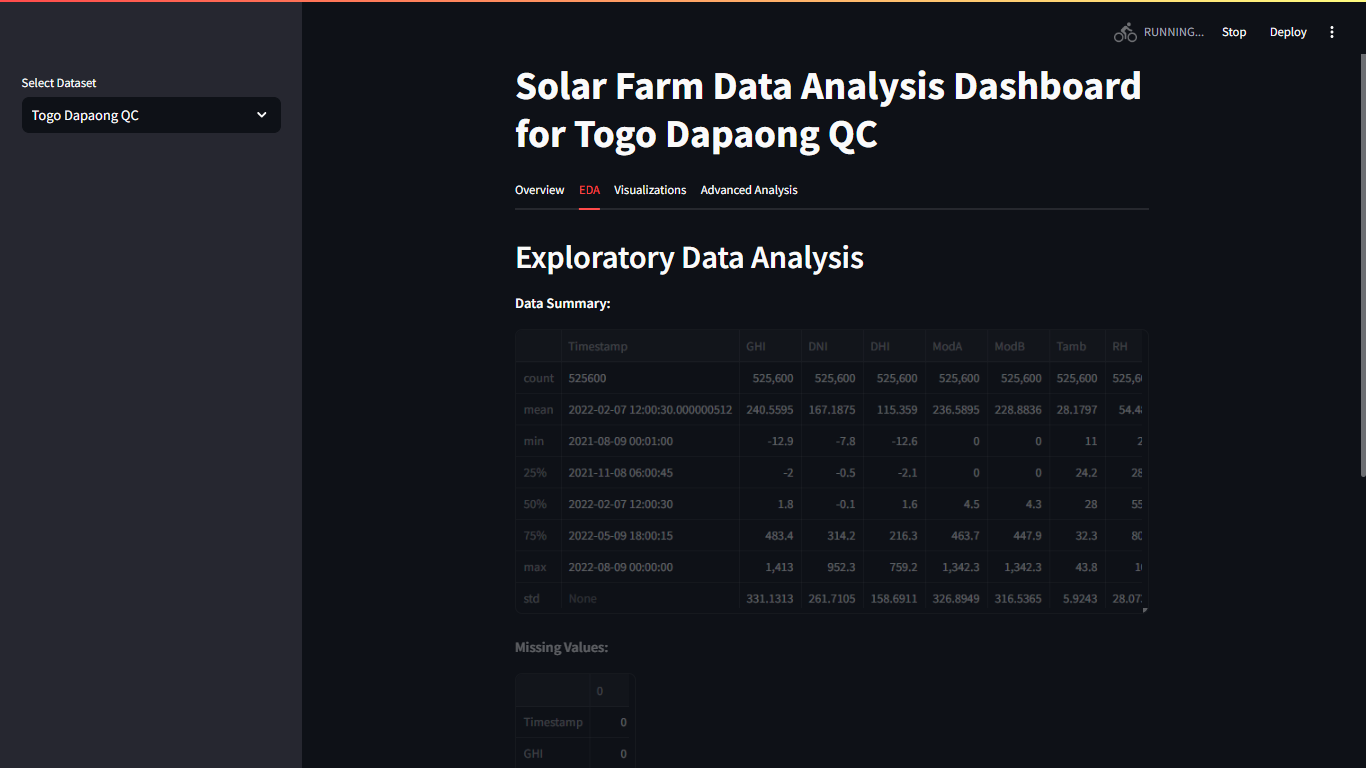 RUNNING...
Stop
Deploy
Select Dataset
Togo Dapaong QC
Solar Farm Data Analysis Dashboard
for Togo Dapaong QC
Overview EDA Visualizations Advanced Analysis
Exploratory Data Analysis
Data Summary:
Timestamp GHI DNI DHI ModA ModB Tamb RH
count 525600 525,600 525,600 525,600 525,600 525,600 525,600 525,6
mean 2022-02-07 12:00:30.000000512 240.5595 167.1875 115.359 236.5895 228.8836 28.1797 54.4
min 2021-08-09 00:01:00 -12.9 -7.8 -12.6 0 0 11 2
25% 2021-11-08 06:00:45 -2 -0.5 -2.1 0 0 24.2 28
50% 2022-02-07 12:00:30 1.8 -0.1 1.6 4.5 4.3 28 55
75% 2022-05-09 18:00:15 483.4 314.2 216.3 463.7 447.9 32.3 80
max 2022-08-09 00:00:00 1,413 952.3 759.2 1,342.3 1,342.3 43.8 1
std None 331.1313 261.7105 158.6911 326.8949 316.5365 5.9243 28.07
Missing Values:
0
Timestamp 0
GHI 0